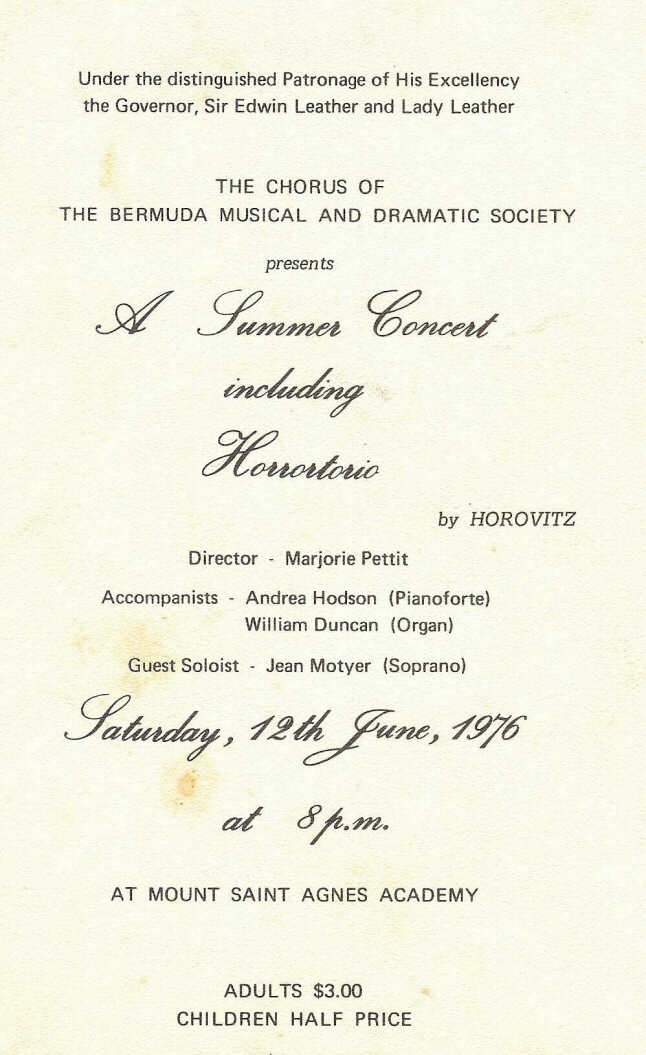 Under the distinguished Patronage of His Excellency
the Governor, Sir Edwin Leather and Lady Leather
THE CHORUS OF
THE BERMUDA MUSICAL AND DRAMATIC SOCIETY
presents
A Summer Concert
including
Horrortorio
by HOROVITZ
Director - Marjorie Pettit
Accompanists - Andrea Hodson (Pianoforte)
William Duncan (Organ)
Guest Soloist - Jean Motyer (Soprano)
Saturday, 12th June, 1976
at 8 p.m.
AT MOUNT SAINT AGNES ACADEMY
ADULTS $3.00
CHILDREN HALF PRICE